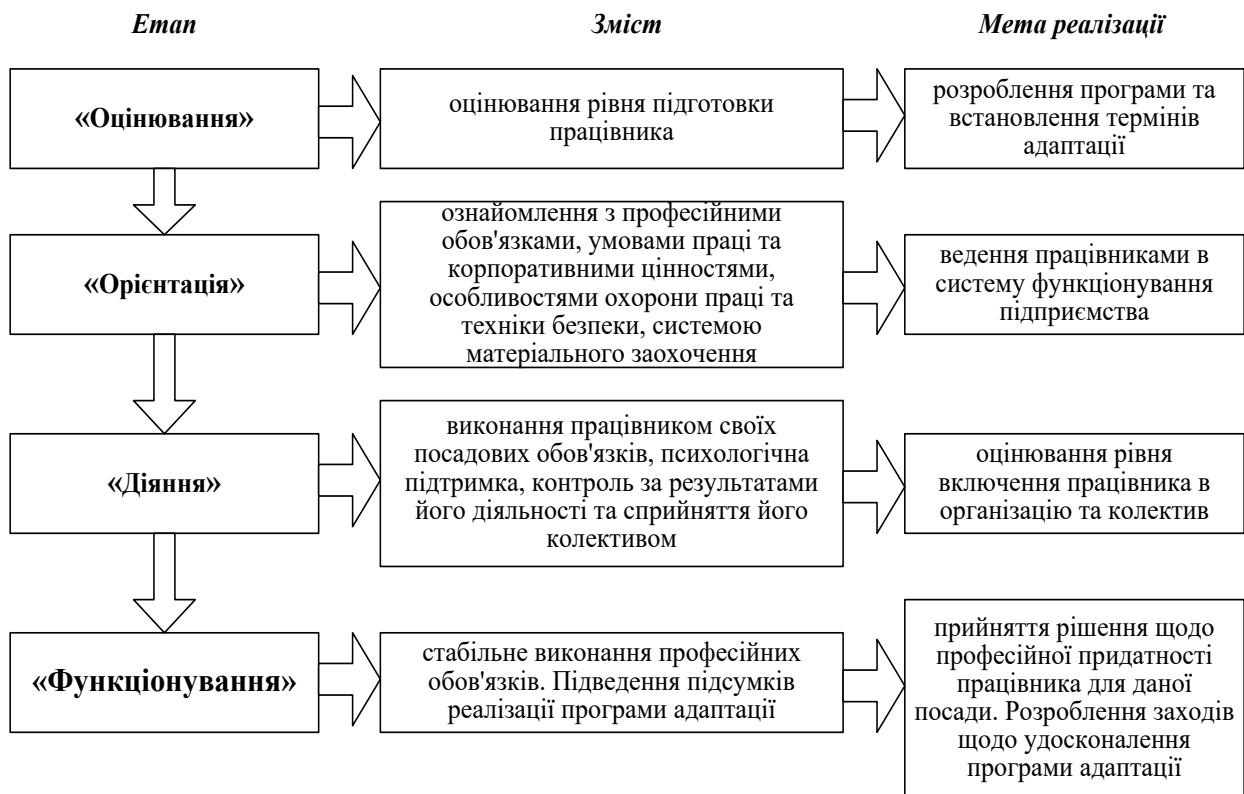 Етап
Зміст
Мета реалізації
«Оцінювання»
оцінювання рівня підготовки
працівника
розроблення програми та
встановлення термінів
адаптації
«Орієнтація»
ознайомлення з професійними
обов'язками, умовами праці та
корпоративними цінностями,
особливостями охорони праці та
техніки безпеки, системою
матеріального заохочення
ведення працівниками в
систему функціонування
підприємства
«Діяння»
виконання працівником своїх
посадових обов'язків, психологічна
підтримка, контроль за результатами
його діяльності та сприйняття його
колективом
оцінювання рівня
включення працівника в
організацію та колектив
«Функціонування»
стабільне виконання професійних
обов'язків. Підведення підсумків
реалізації програми адаптації
прийняття рішення щодо
професійної придатності
працівника для даної
посади. Розроблення заходів
щодо удосконалення
програми адаптації